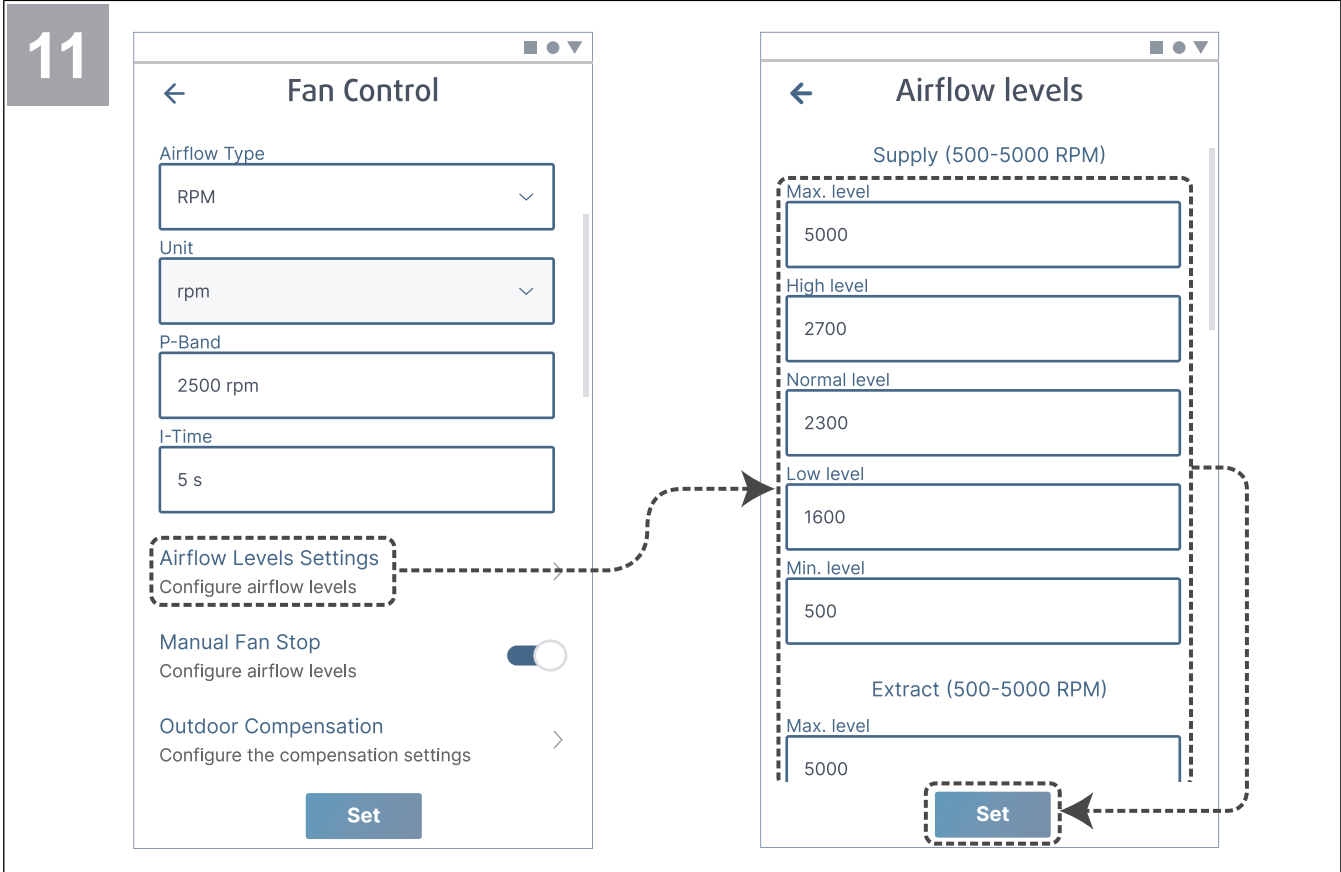 11
Fan Control
Airflow Type
RPM
Unit
rpm
P-Band
2500 rpm
I-Time
5 s
Airflow Levels Settings
Configure airflow levels
Manual Fan Stop
Configure airflow levels
Outdoor Compensation
Configure the compensation settings
Set
Airflow levels
Supply (500-5000 RPM)
Max. level
5000
High level
2700
Normal level
2300
Low level
1600
Min. level
500
Extract (500-5000 RPM)
Max. level
5000
Set